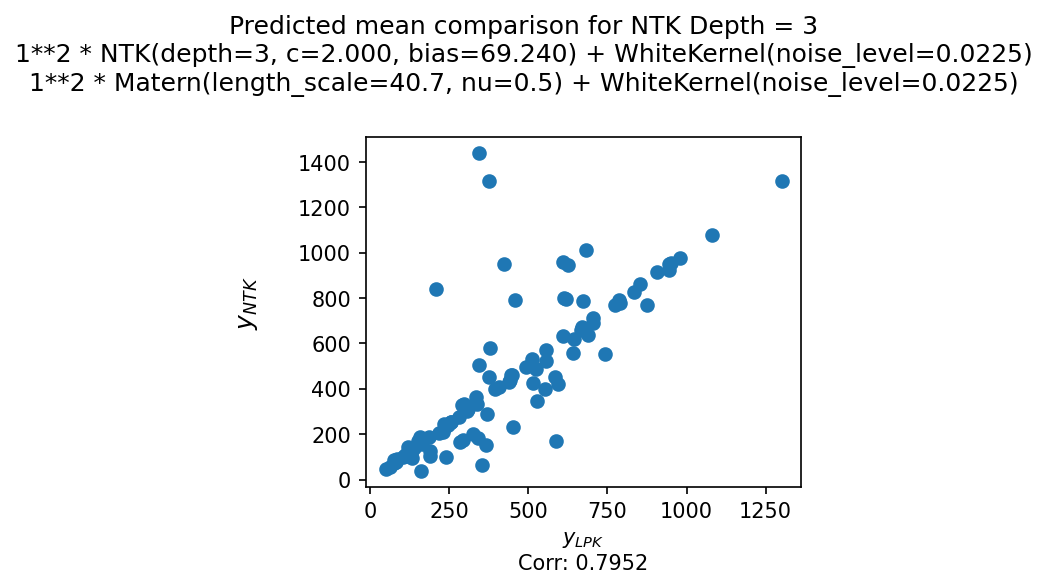 Predicted mean comparison for NTK Depth = 3
1**2 * NTK(depth=3, c=2.000, bias=69.240) + WhiteKernel(noise_level=0.0225)
1**2 * Matern(length_scale=40.7, nu=0.5) + WhiteKernel(noise_level=0.0225)
1400
1200
1000
800
600
400
200
0
y_NTK
0 250 500 750 1000 1250
y_LPK
Corr: 0.7952